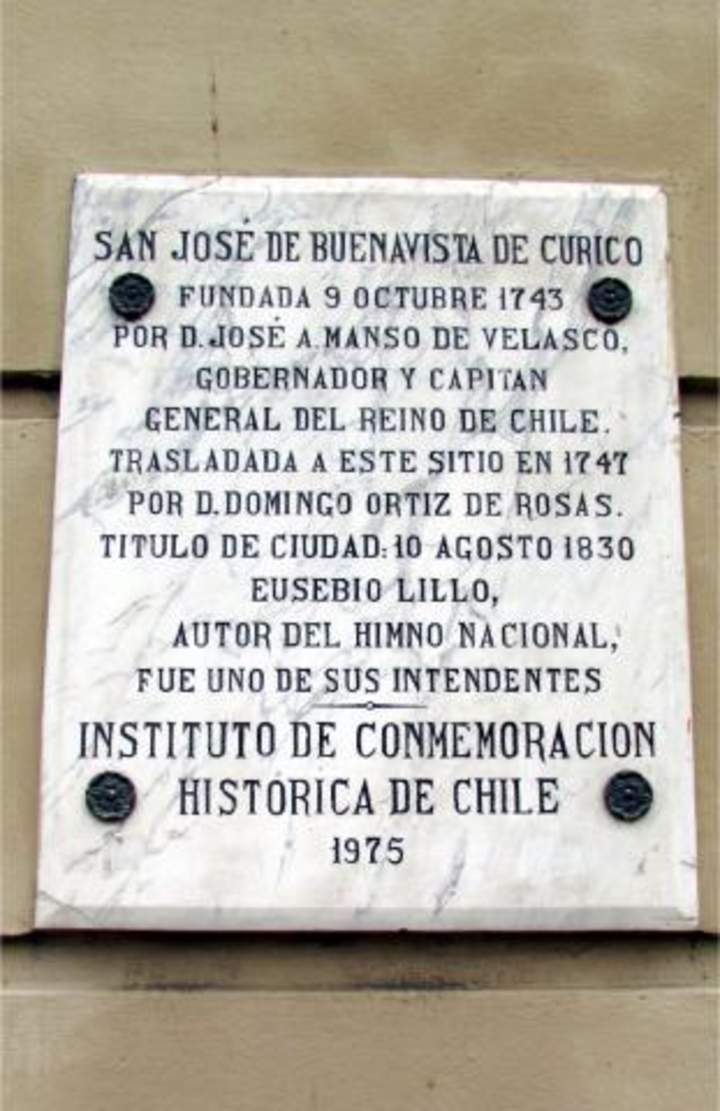 SAN JOSÉ DE BUENAVISTA DE CURICO
FUNDADA 9 OCTUBRE 1743
POR D. JOSÉ A. MANSO DE VELASCO,
GOBERNADOR Y CAPITAN
GENERAL DEL REINO DE CHILE.
TRASLADADA A ESTE SITIO EN 1747
POR D. DOMINGO ORTIZ DE ROSAS.
TITULO DE CIUDAD: 10 AGOSTO 1830
EUSEBIO LILLO,
AUTOR DEL HIMNO NACIONAL,
FUE UNO DE SUS INTENDENTES
INSTITUTO DE CONMEMORACION
HISTORICA DE CHILE
1975